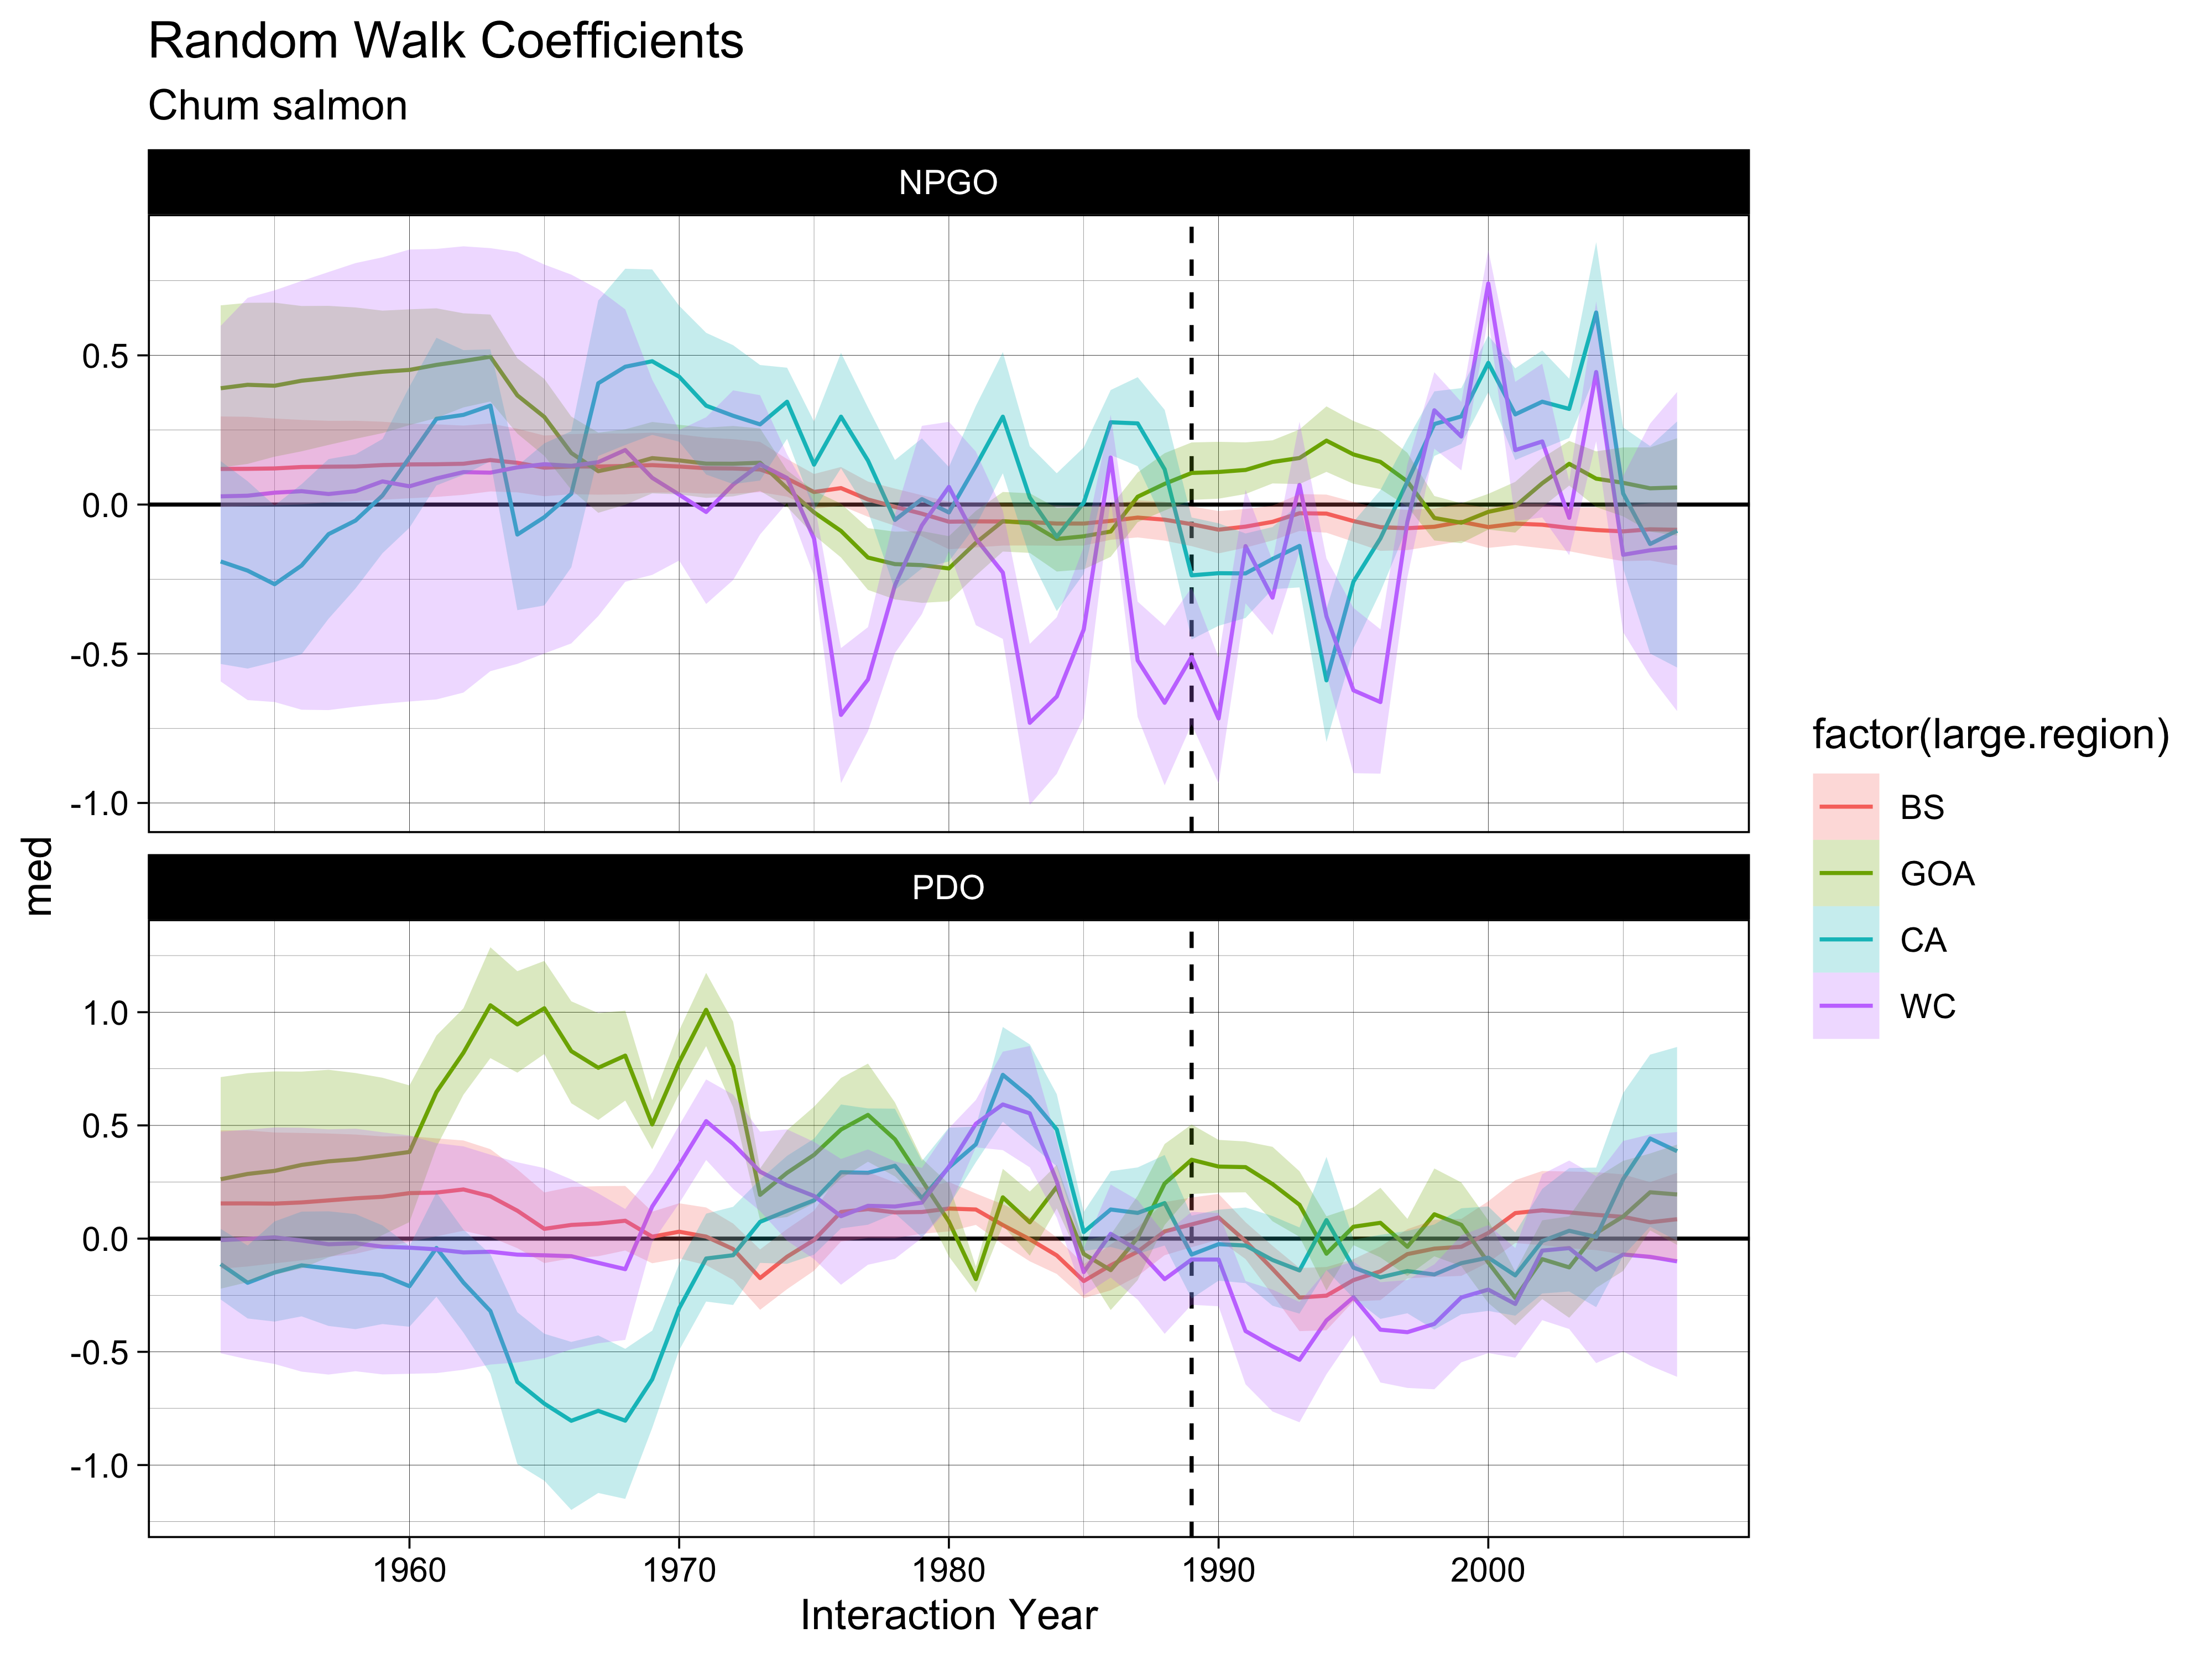 Random Walk Coefficients
Chum salmon
NPGO
0.5
0.0
-0.5
-1.0
med
PDO
1.0
0.5
0.0
-0.5
-1.0
1960 1970 1980 1990 2000
Interaction Year
factor(large.region)
BS
GOA
CA
WC